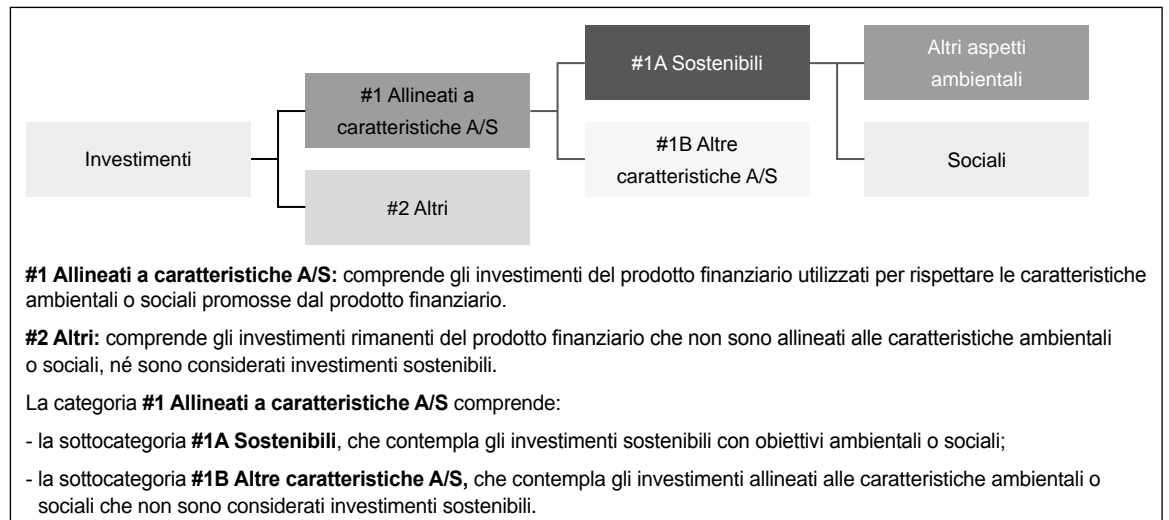 #1A Sostenibili
Altri aspetti
ambientali
#1 Allineati a
caratteristiche A/S
Investimenti
#1B Altre
caratteristiche A/S
Sociali
#2 Altri
#1 Allineati a caratteristiche A/S: comprende gli investimenti del prodotto finanziario utilizzati per rispettare le caratteristiche
ambientali o sociali promosse dal prodotto finanziario.
#2 Altri: comprende gli investimenti rimanenti del prodotto finanziario che non sono allineati alle caratteristiche ambientali
o sociali, né sono considerati investimenti sostenibili.
La categoria #1 Allineati a caratteristiche A/S comprende:
- la sottocategoria #1A Sostenibili, che contempla gli investimenti sostenibili con obiettivi ambientali o sociali;
- la sottocategoria #1B Altre caratteristiche A/S, che contempla gli investimenti allineati alle caratteristiche ambientali o
sociali che non sono considerati investimenti sostenibili.